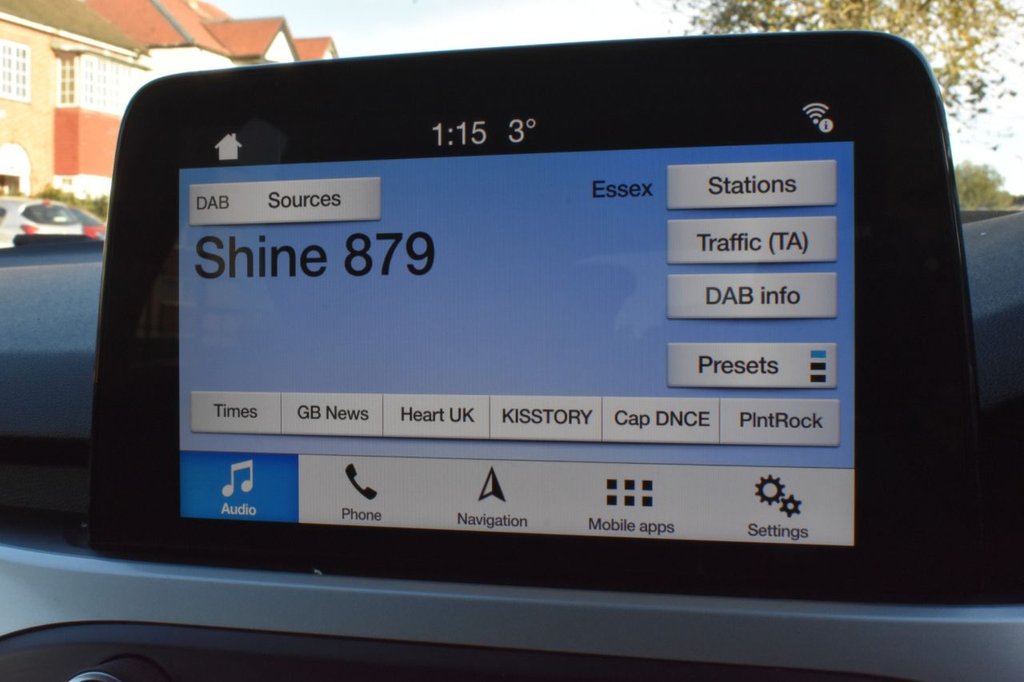 1:15 3°
DAB Sources
Essex
Stations
Shine 879
Traffic (TA)
DAB info
Presets
Times GB News Heart UK KISSTORY Cap DNCE PlntRock
Audio Phone Navigation Mobile apps Settings